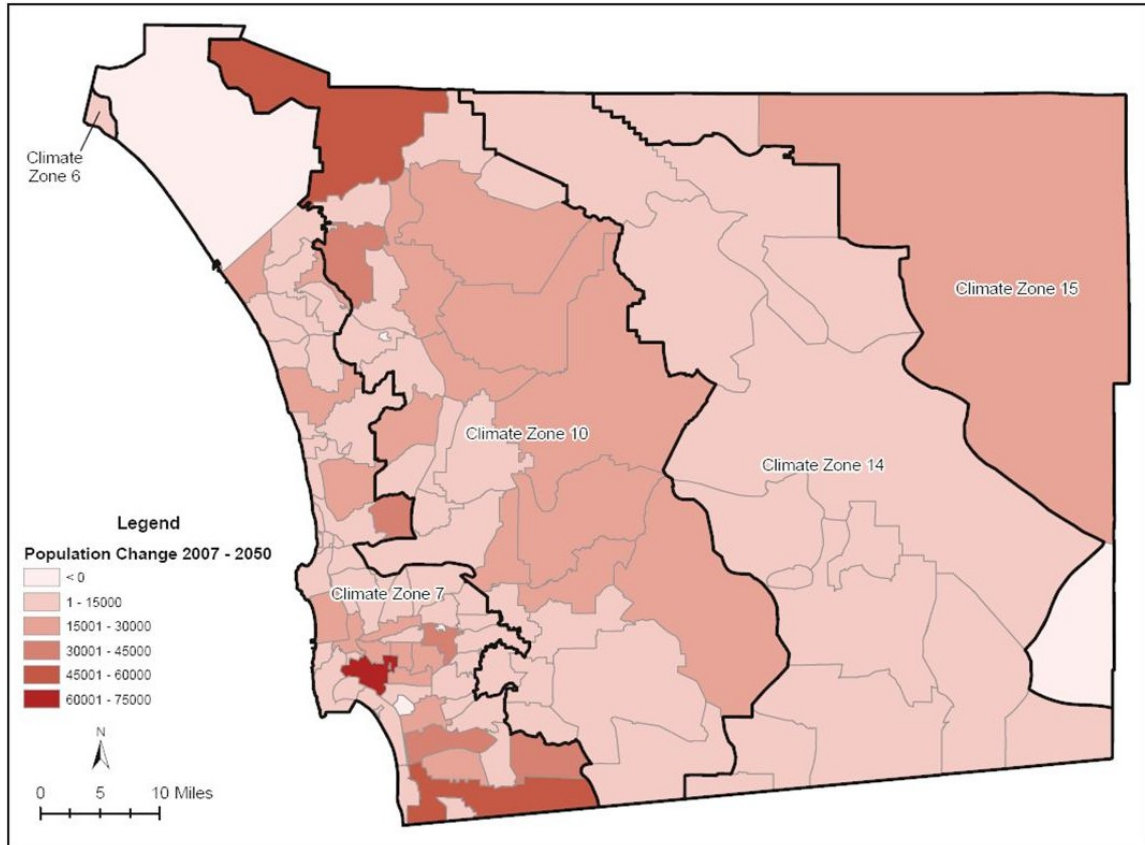 Climate
Zone 6
Climate Zone 15
Climate Zone 10
Climate Zone 14
Climate Zone 7
Legend
Population Change 2007 - 2050
< 0
1 - 15000
15001 - 30000
30001 - 45000
45001 - 60000
60001 - 75000
N
0 5 10 Miles